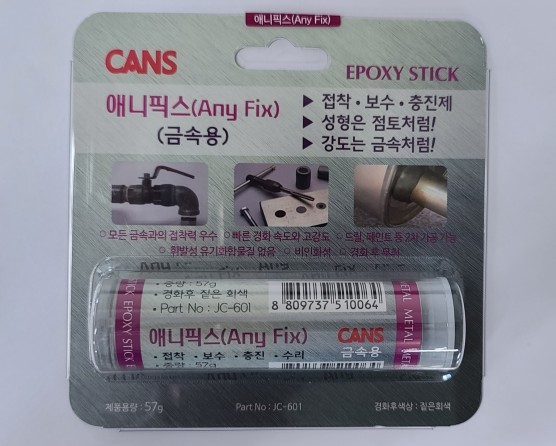 애니픽스(Any Fix)
CANS
EPOXY STICK
애니픽스(Any Fix)
(금속용)
▶ 접착・보수・충진제
▶ 성형은 점토처럼!
▶ 강도는 금속처럼!
○ 모든 금속과의 접착력 우수 ○ 빠른 경화 속도와 고강도 ○ 드릴, 페인트 등 2차 가공 가능
○ 휘발성 유기화합물질 없음 ○ 비인화성 ○ 경화 후 무취
CANS
・용량 : 57g
・경화후 짙은 회색
・Part No : JC-601
8 809737 510064
STICK EPOXY STICK
METAL METAL
애니픽스(Any Fix)
CANS
금속용
・접착 ・보수 ・충진 ・수리
・용량 : 57g
제품용량 : 57g
Part No : JC-601
경화후색상 : 짙은회색